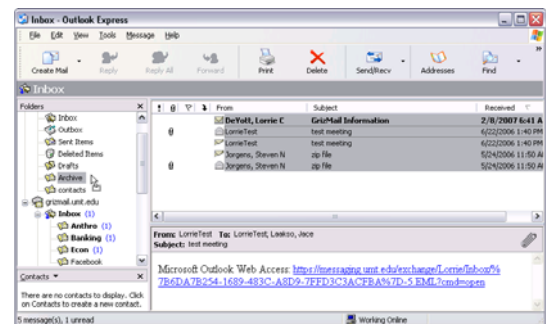 Inbox - Outlook Express
File Edit View Tools Message Help
Create Mail Reply Reply All Forward Print Delete Send/Recv Addresses Find
Inbox
Folders
Inbox
Outbox
Sent Items
Deleted Items
Drafts
Archive
contacts
grizmail.umt.edu
Inbox (1)
Anthro (1)
Banking (1)
Econ (1)
Facebook
Contacts
There are no contacts to display. Click
on Contacts to create a new contact.
From Subject Received
DeYott, Lorrie C GrizMail Information 2/8/2007 6:41 A
LorrieTest test meeting 6/22/2006 1:40 PM
LorrieTest test meeting 6/22/2006 1:40 PM
Jorgens, Steven N zip file 5/24/2006 11:50 A
Jorgens, Steven N zip file 5/24/2006 11:50 A
From: LorrieTest To: LorrieTest; Laakso, Jace
Subject: test meeting
Microsoft Outlook Web Access: https://messaging.umt.edu/exchange/Lorrie/Inbox/%
7B6DA7B254-1689-483C-A8D9-7FFD3C3ACFBA%7D-5.EML?cmd=open
5 message(s), 1 unread
Working Online